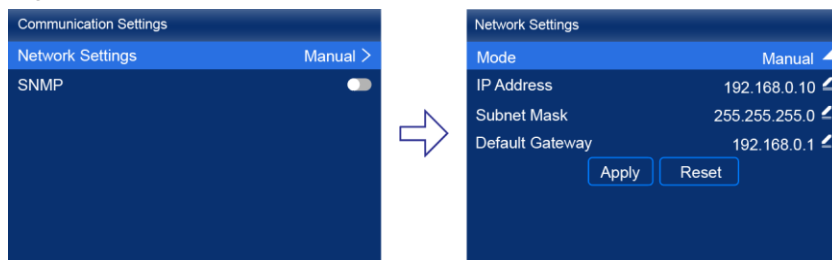 Communication Settings
Network Settings Manual >
SNMP
Network Settings
Mode Manual
IP Address 192.168.0.10
Subnet Mask 255.255.255.0
Default Gateway 192.168.0.1
Apply Reset